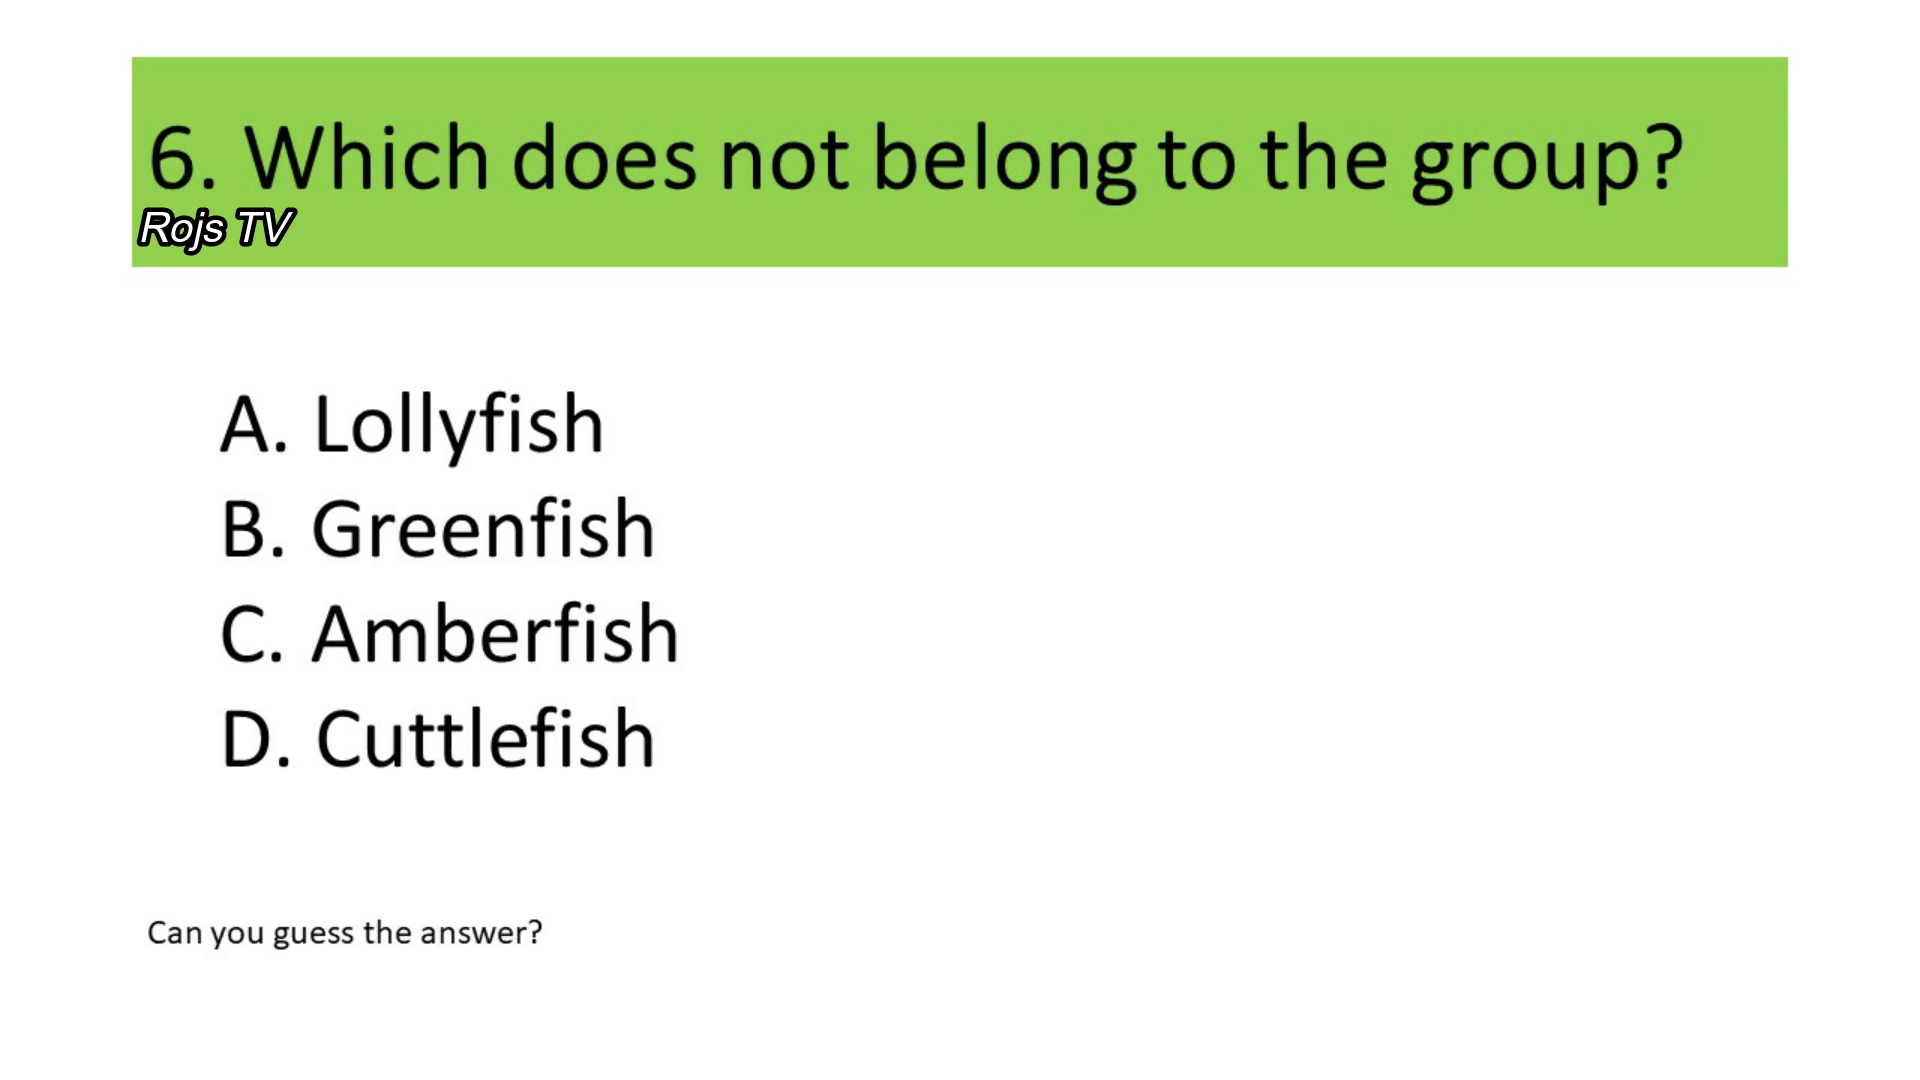 6. Which does not belong to the group?
Rojs TV
A. Lollyfish
B. Greenfish
C. Amberfish
D. Cuttlefish
Can you guess the answer?